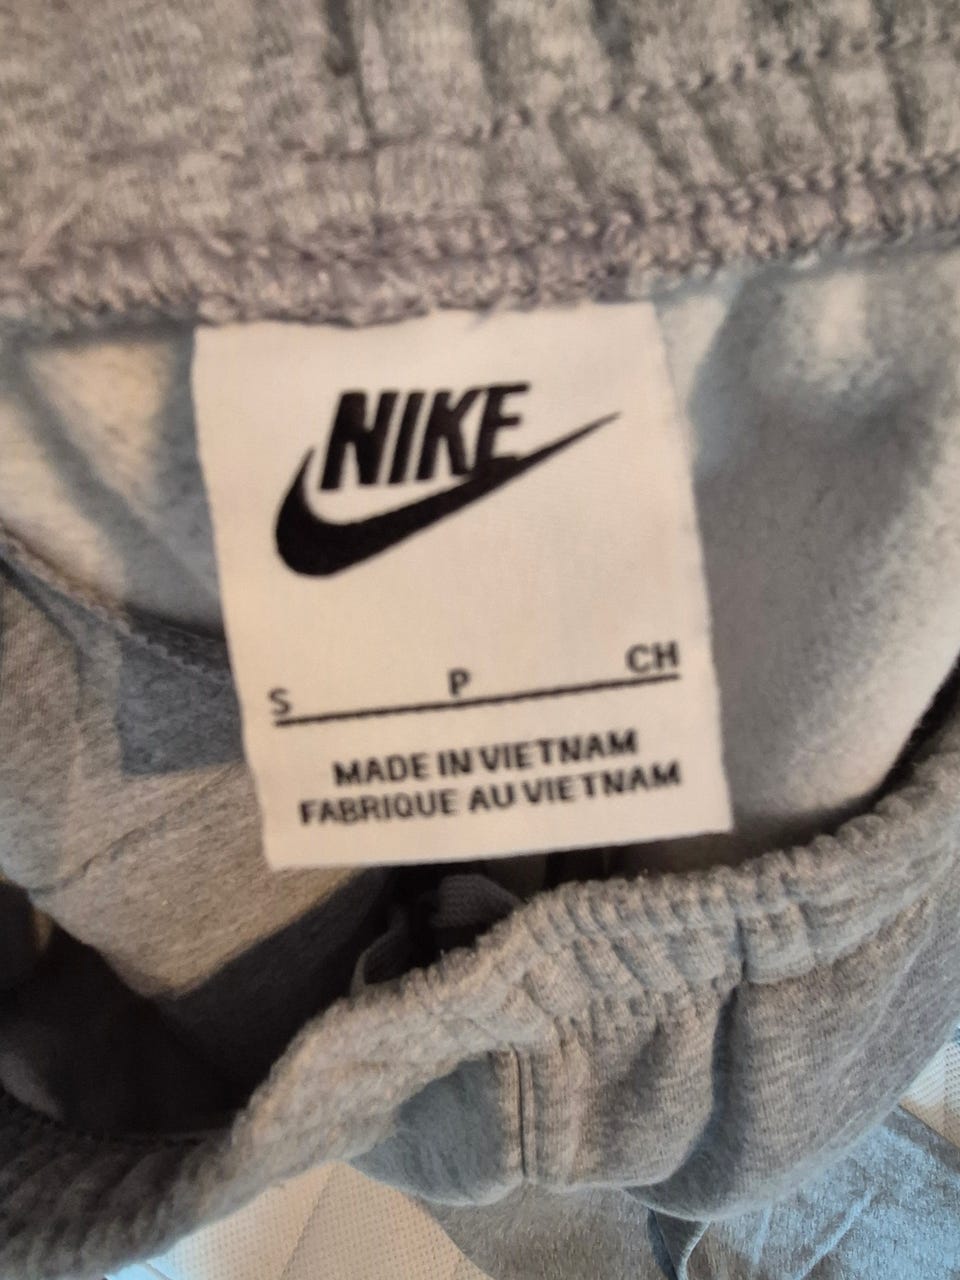 NIKE
S P CH
MADE IN VIETNAM
FABRIQUE AU VIETNAM